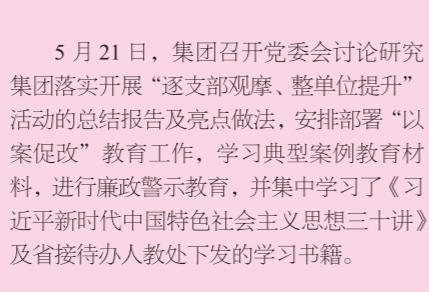 5 月 21 日，集团召开党委会讨论研究
集团落实开展“逐支部观摩、整单位提升”
活动的总结报告及亮点做法，安排部署“以
案促改”教育工作，学习典型案例教育材
料，进行廉政警示教育，并集中学习了《习
近平新时代中国特色社会主义思想三十讲》
及省接待办人教处下发的学习书籍。